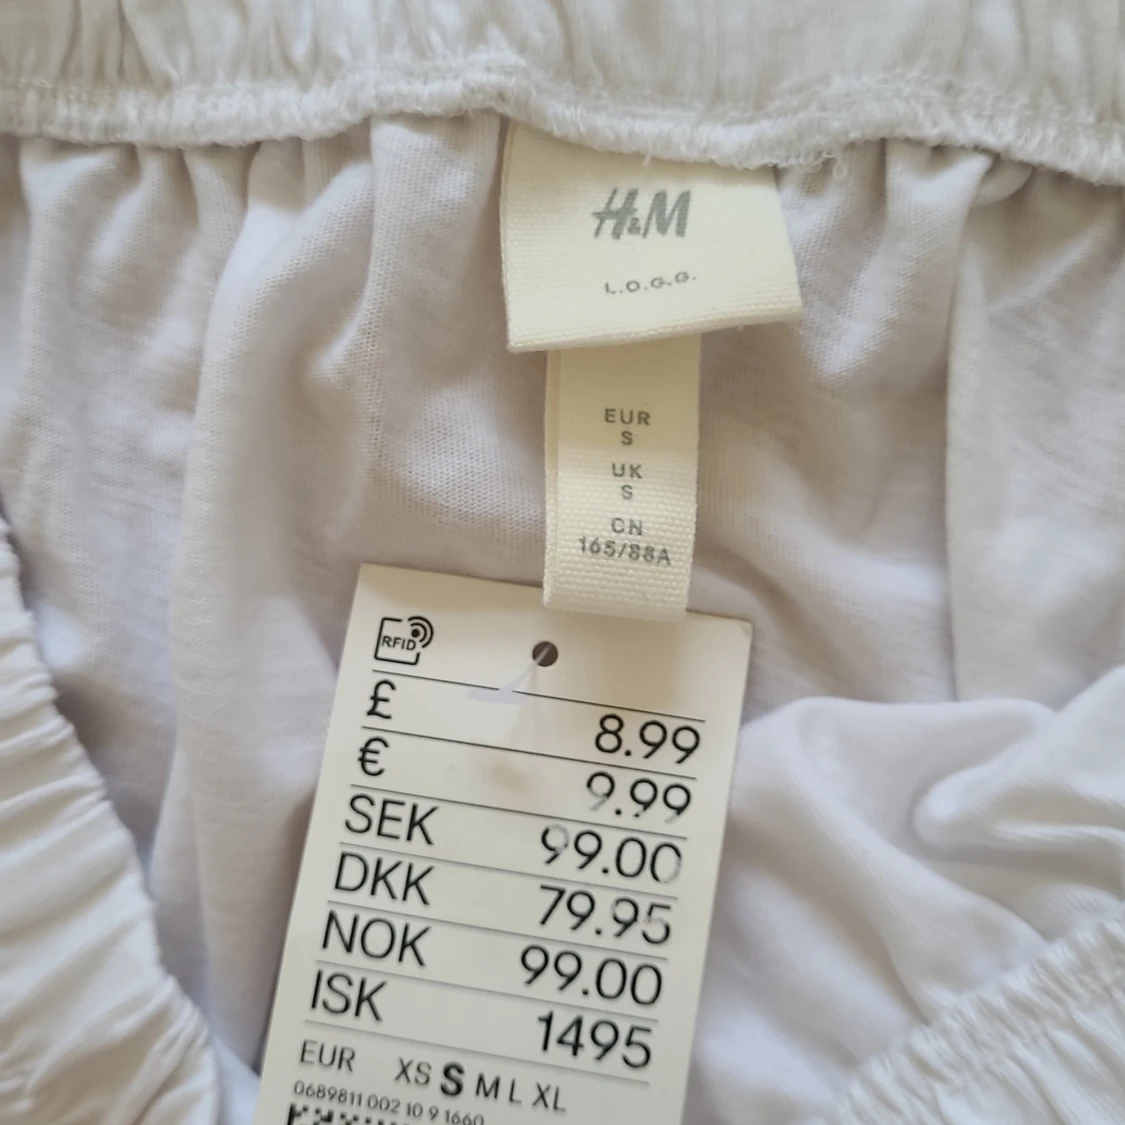 H&M
L.O.G.G.
EUR
S
UK
S
CN
165/88A
RFID
£ 8.99
€ 9.99
SEK 99.00
DKK 79.95
NOK 99.00
ISK 1495
EUR XS S M L XL
0689811 002 10 9 1660